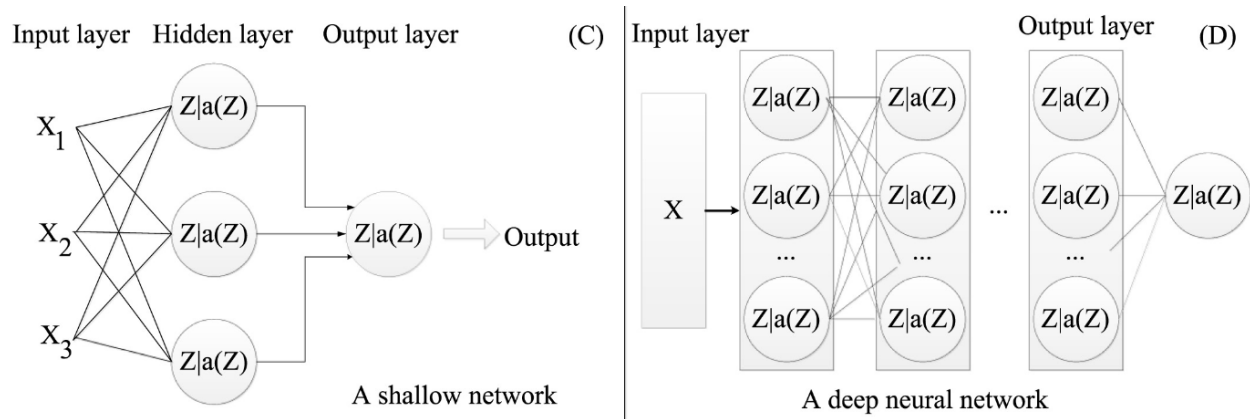 Input layer Hidden layer Output layer (C)
Z|a(Z)
X1
X2 Z|a(Z) Z|a(Z) Output
X3
Z|a(Z)
A shallow network
Input layer Output layer (D)
Z|a(Z) Z|a(Z) Z|a(Z)
X Z|a(Z) Z|a(Z) ... Z|a(Z) Z|a(Z)
... ... ...
Z|a(Z) Z|a(Z) Z|a(Z)
A deep neural network